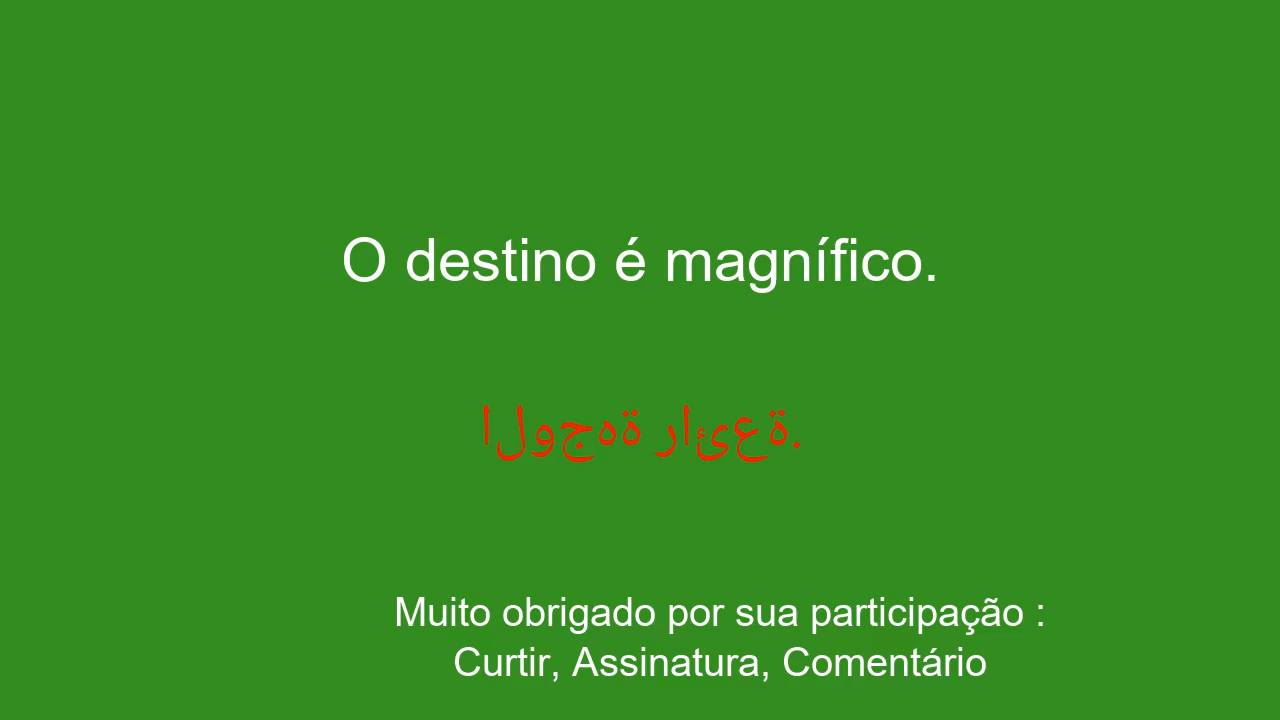 O destino é magnífico.
الوجهة رائعة.
Muito obrigado por sua participação :
Curtir, Assinatura, Comentário